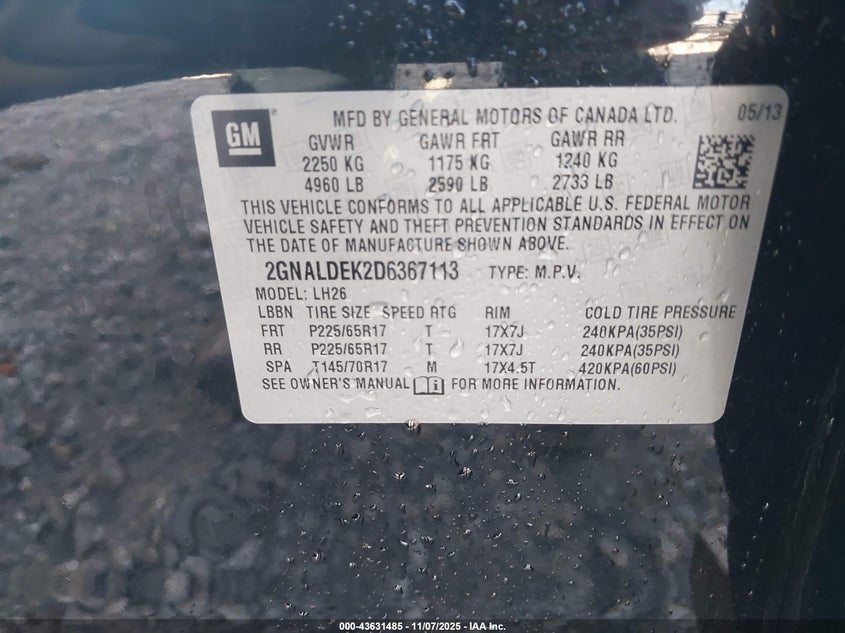 GM
MFD BY GENERAL MOTORS OF CANADA LTD. 05/13
GVWR GAWR FRT GAWR RR
2250 KG 1175 KG 1240 KG
4960 LB 2590 LB 2733 LB
THIS VEHICLE CONFORMS TO ALL APPLICABLE U.S. FEDERAL MOTOR
VEHICLE SAFETY AND THEFT PREVENTION STANDARDS IN EFFECT ON
THE DATE OF MANUFACTURE SHOWN ABOVE.
2GNALDEK2D6367113 TYPE: M.P.V.
MODEL: LH26
LBBN TIRE SIZE SPEED RTG RIM COLD TIRE PRESSURE
FRT P225/65R17 T 17X7J 240KPA(35PSI)
RR P225/65R17 T 17X7J 240KPA(35PSI)
SPA T145/70R17 M 17X4.5T 420KPA(60PSI)
SEE OWNER'S MANUAL FOR MORE INFORMATION.
000-43631485 - 11/07/2025 - IAA Inc.